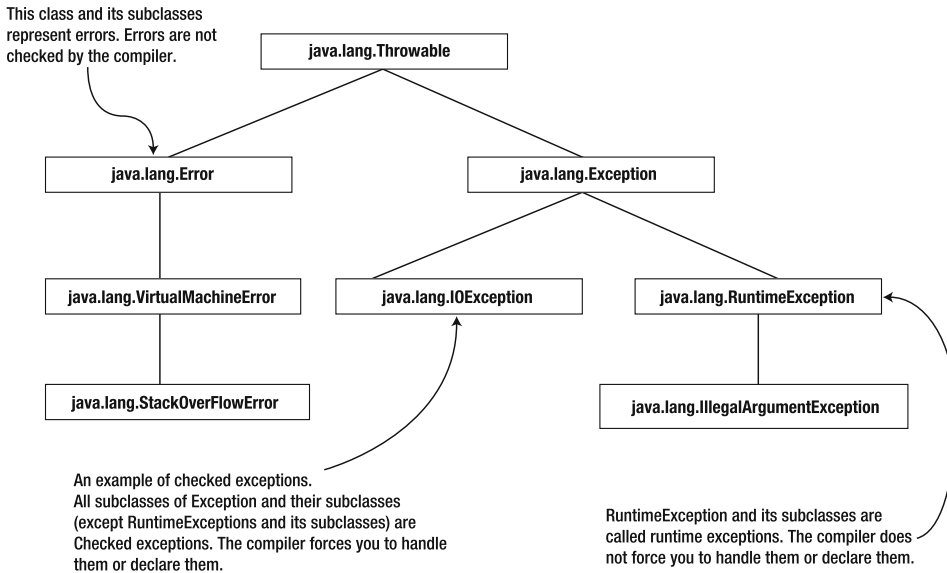 This class and its subclasses
represent errors. Errors are not
checked by the compiler.
java.lang.Throwable
java.lang.Error
java.lang.Exception
java.lang.VirtualMachineError
java.lang.IOException
java.lang.RuntimeException
java.lang.StackOverFlowError
java.lang.IllegalArgumentException
An example of checked exceptions.
All subclasses of Exception and their subclasses
(except RuntimeExceptions and its subclasses) are
Checked exceptions. The compiler forces you to handle
them or declare them.
RuntimeException and its subclasses are
called runtime exceptions. The compiler does
not force you to handle them or declare them.